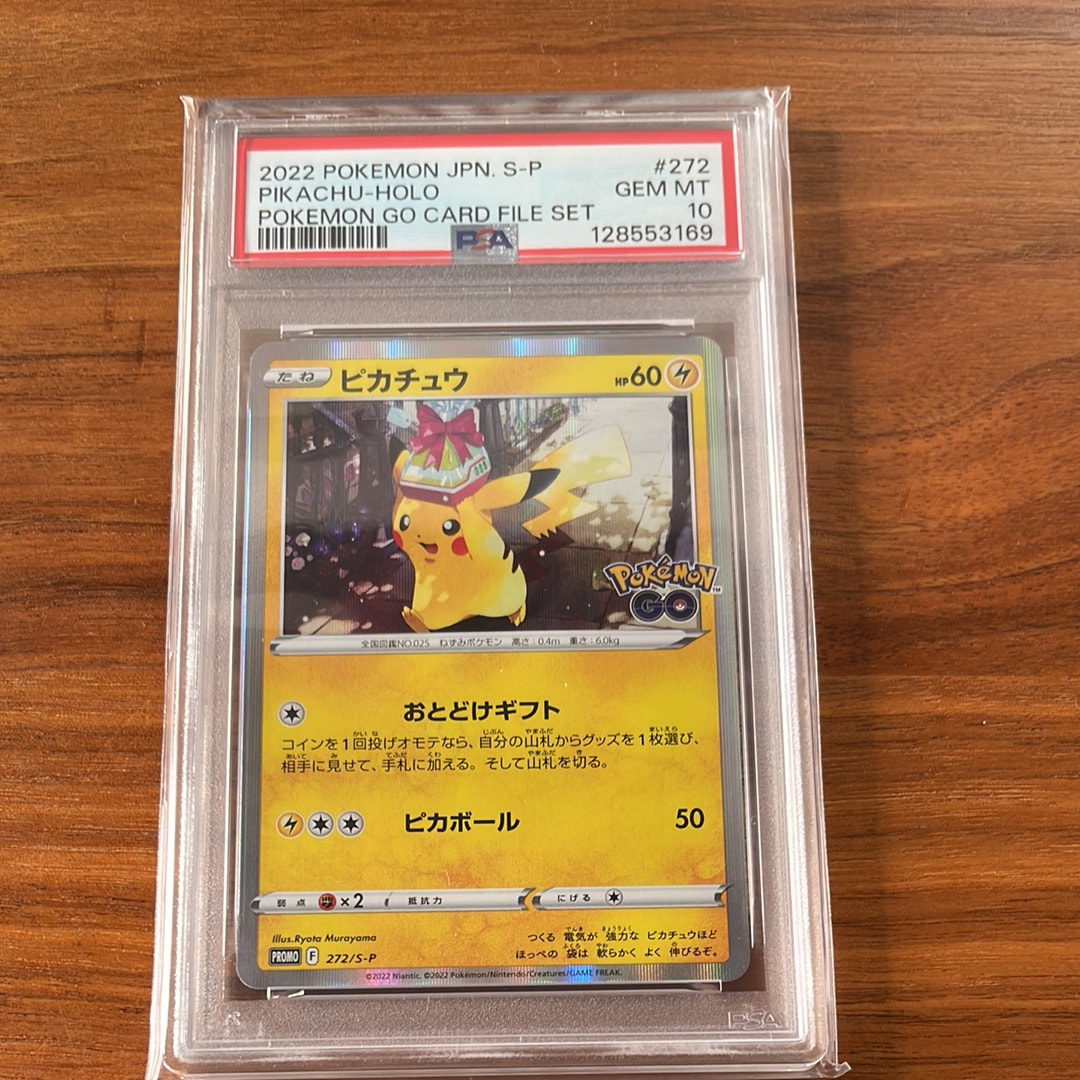 2022 POKEMON JPN. S-P #272
PIKACHU-HOLO GEM MT
POKEMON GO CARD FILE SET 10
PSA 128553169
たね ピカチュウ HP60
Pokémon GO™
全国図鑑NO.025 ねずみポケモン 高さ:0.4m 重さ:6.0kg
おとどけギフト
コインを1回投げオモテなら、自分の山札からグッズを1枚選び、
相手に見せて、手札に加える。そして山札を切る。
ピカボール 50
弱点 ×2 抵抗力 にげる
Illus.Ryota Murayama
つくる 電気が 強力な ピカチュウほど
ほっぺの 袋は 軟らかく よく 伸びるぞ。
PROMO F 272/S-P
©2022 Niantic. ©2022 Pokémon/Nintendo/Creatures/GAME FREAK.
PSA